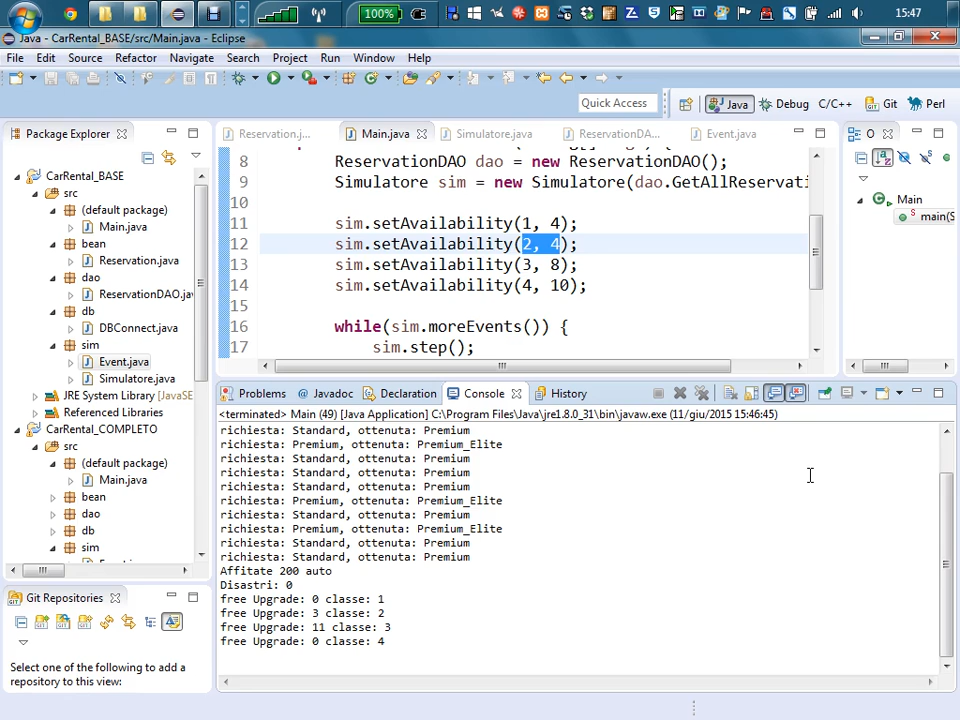 100%
15:47
Java - CarRental_BASE/src/Main.java - Eclipse
File Edit Source Refactor Navigate Search Project Run Window Help
Quick Access
Java
Debug
C/C++
Git
Perl
Package Explorer
CarRental_BASE
src
(default package)
Main.java
bean
Reservation.java
dao
ReservationDAO.jav
db
DBConnect.java
sim
Event.java
Simulatore.java
JRE System Library [JavaSE
Referenced Libraries
CarRental_COMPLETO
src
(default package)
Main.java
bean
dao
db
sim
Git Repositories
Select one of the following to add a
repository to this view:
Reservation.j...
Main.java
Simulatore.java
ReservationDA...
Event.java
8 ReservationDAO dao = new ReservationDAO();
9 Simulatore sim = new Simulatore(dao.GetAllReservati
10
11 sim.setAvailability(1, 4);
12 sim.setAvailability(2, 4);
13 sim.setAvailability(3, 8);
14 sim.setAvailability(4, 10);
15
16 while(sim.moreEvents()) {
17 sim.step();
O
Main
main(S
Problems
Javadoc
Declaration
Console
History
<terminated> Main (49) [Java Application] C:\Program Files\Java\jre1.8.0_31\bin\javaw.exe (11/giu/2015 15:46:45)
richiesta: Standard, ottenuta: Premium
richiesta: Premium, ottenuta: Premium_Elite
richiesta: Standard, ottenuta: Premium
richiesta: Standard, ottenuta: Premium
richiesta: Standard, ottenuta: Premium
richiesta: Premium, ottenuta: Premium_Elite
richiesta: Standard, ottenuta: Premium
richiesta: Premium, ottenuta: Premium_Elite
richiesta: Standard, ottenuta: Premium
richiesta: Standard, ottenuta: Premium
Affitate 200 auto
Disastri: 0
free Upgrade: 0 classe: 1
free Upgrade: 3 classe: 2
free Upgrade: 11 classe: 3
free Upgrade: 0 classe: 4